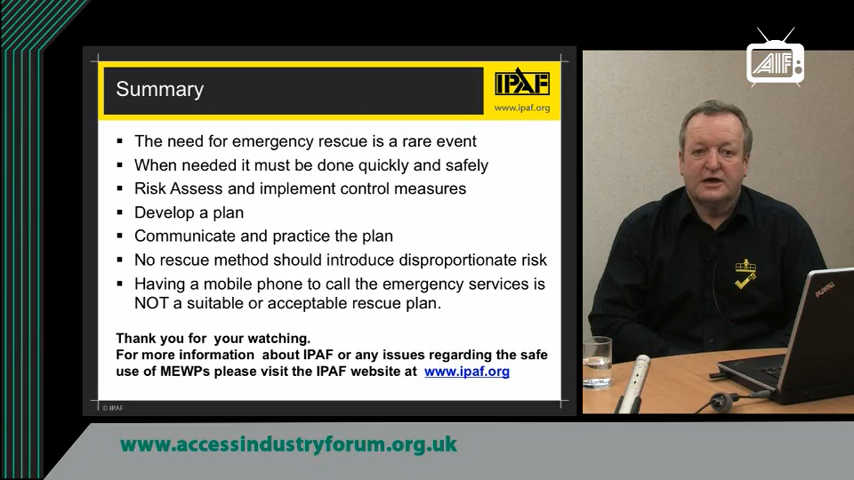 Summary
IPAF
www.ipaf.org
The need for emergency rescue is a rare event
When needed it must be done quickly and safely
Risk Assess and implement control measures
Develop a plan
Communicate and practice the plan
No rescue method should introduce disproportionate risk
Having a mobile phone to call the emergency services is
NOT a suitable or acceptable rescue plan.
Thank you for your watching.
For more information about IPAF or any issues regarding the safe
use of MEWPs please visit the IPAF website at www.ipaf.org
© IPAF
AIF
ThinkPad
www.accessindustryforum.org.uk